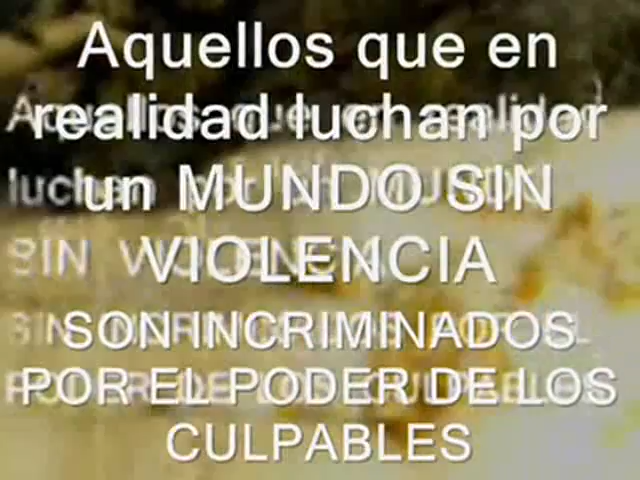 Aquellos que en
realidad luchan por
un MUNDO SIN
VIOLENCIA
SON INCRIMINADOS
POR EL PODER DE LOS
CULPABLES